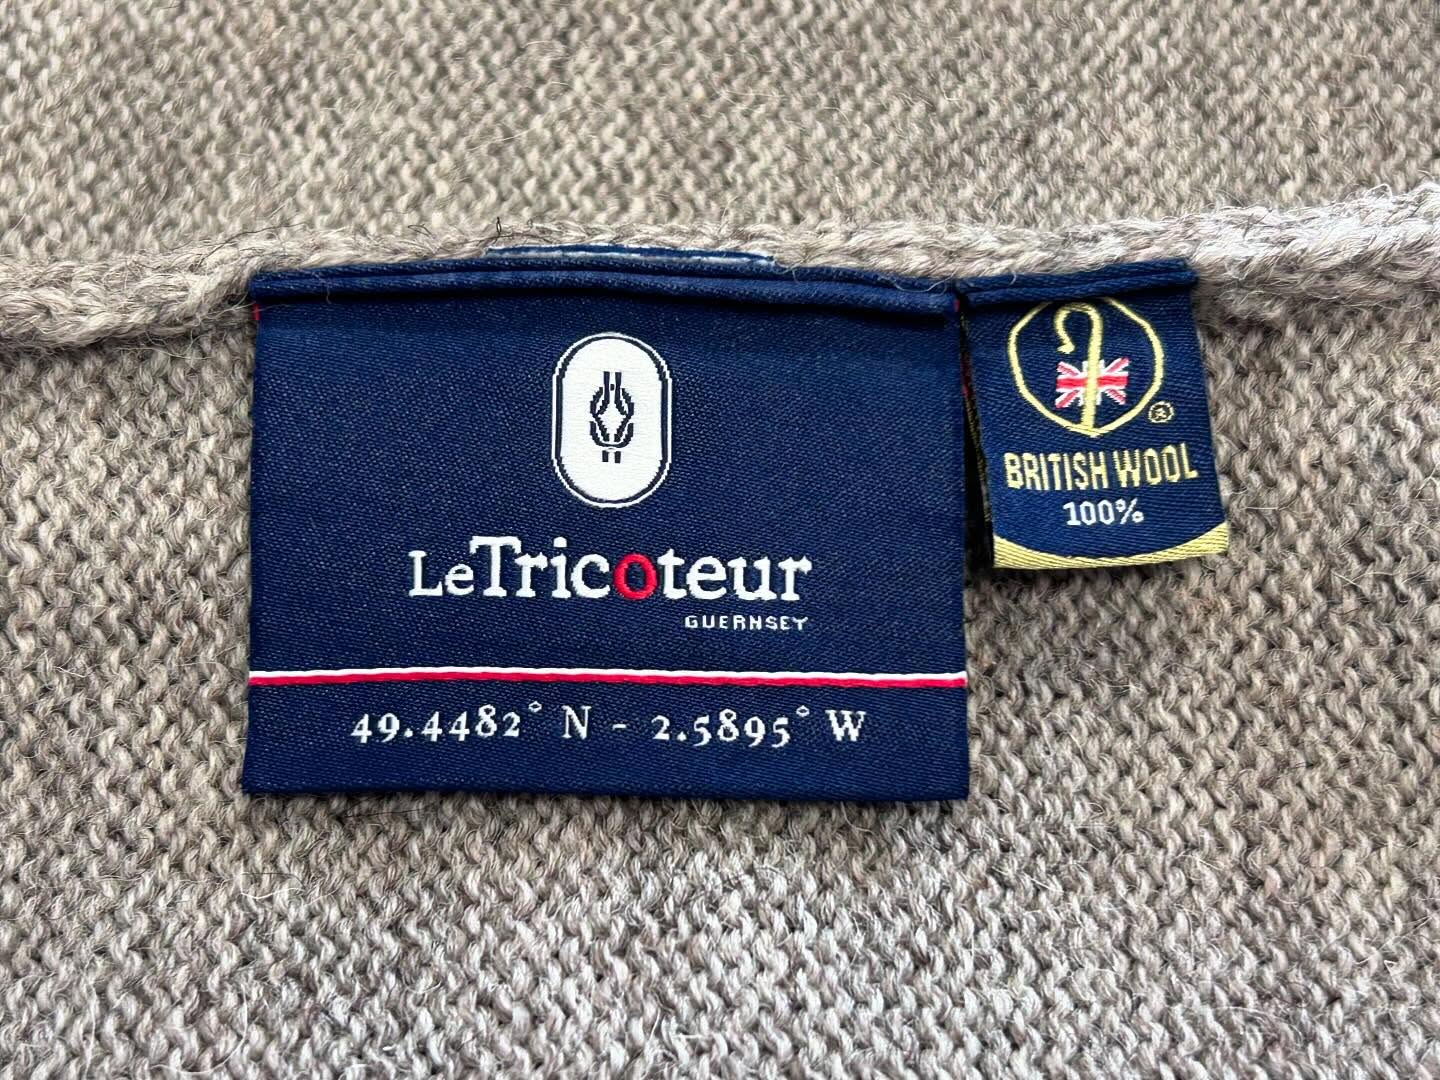 LeTricoteur
GUERNSEY
49.4482° N - 2.5895° W
®
BRITISH WOOL
100%